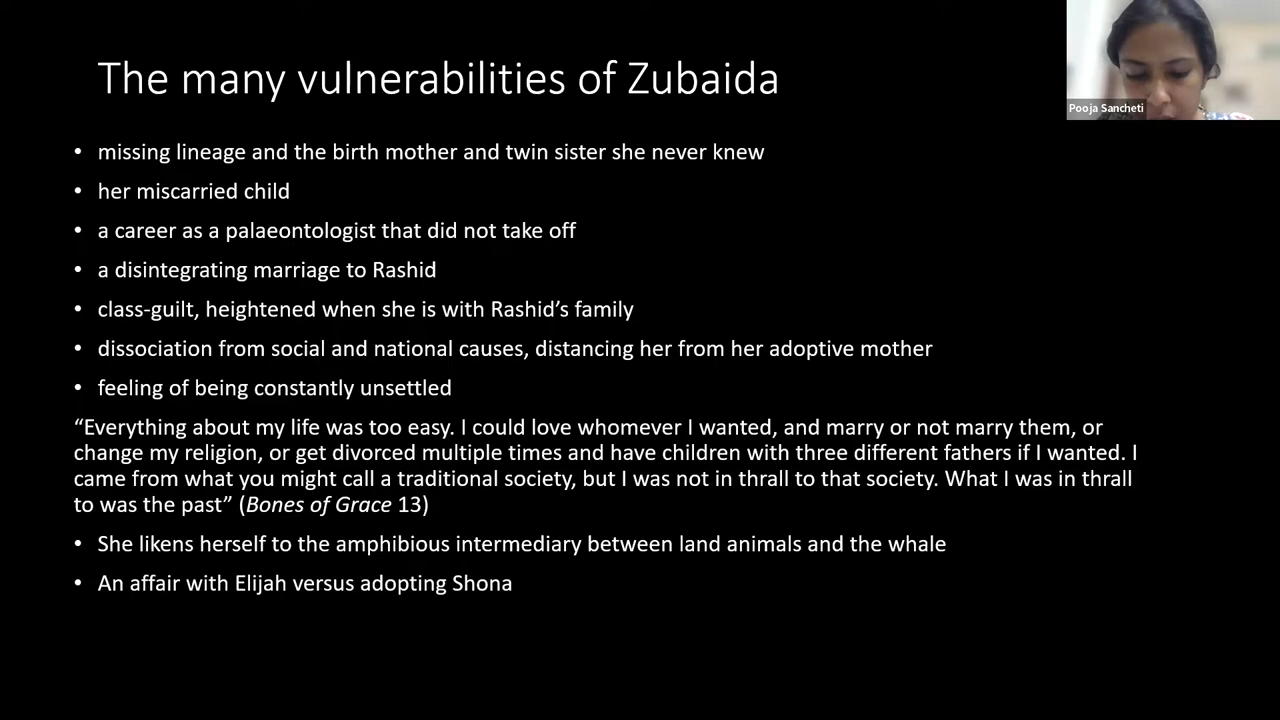 The many vulnerabilities of Zubaida
Pooja Sancheti
• missing lineage and the birth mother and twin sister she never knew
• her miscarried child
• a career as a palaeontologist that did not take off
• a disintegrating marriage to Rashid
• class-guilt, heightened when she is with Rashid’s family
• dissociation from social and national causes, distancing her from her adoptive mother
• feeling of being constantly unsettled
“Everything about my life was too easy. I could love whomever I wanted, and marry or not marry them, or
change my religion, or get divorced multiple times and have children with three different fathers if I wanted. I
came from what you might call a traditional society, but I was not in thrall to that society. What I was in thrall
to was the past” (Bones of Grace 13)
• She likens herself to the amphibious intermediary between land animals and the whale
• An affair with Elijah versus adopting Shona